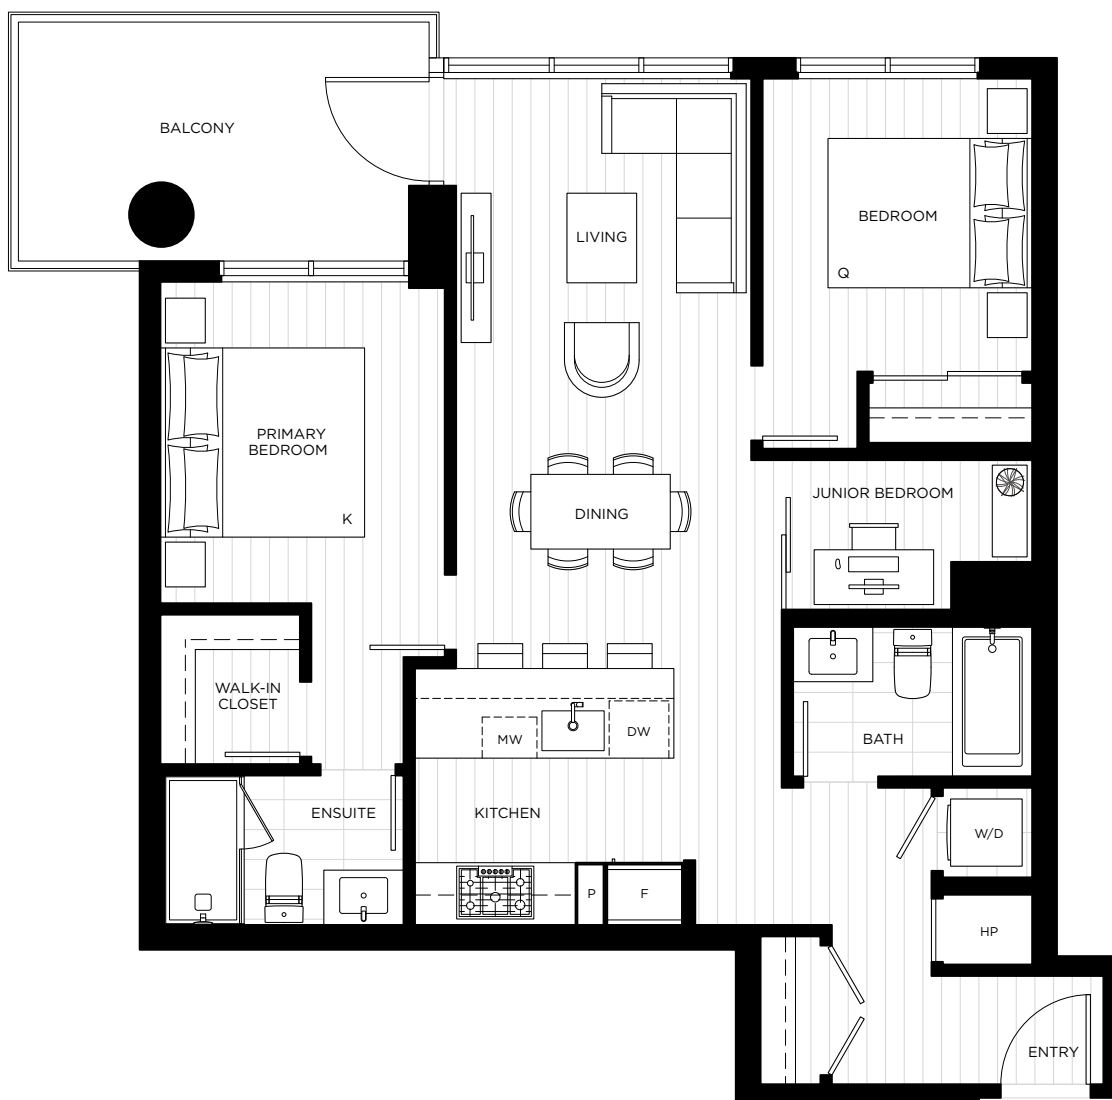 BALCONY
LIVING
BEDROOM
Q
PRIMARY
BEDROOM
K
DINING
JUNIOR BEDROOM
WALK-IN
CLOSET
MW
DW
BATH
ENSUITE
KITCHEN
W/D
P
F
HP
ENTRY